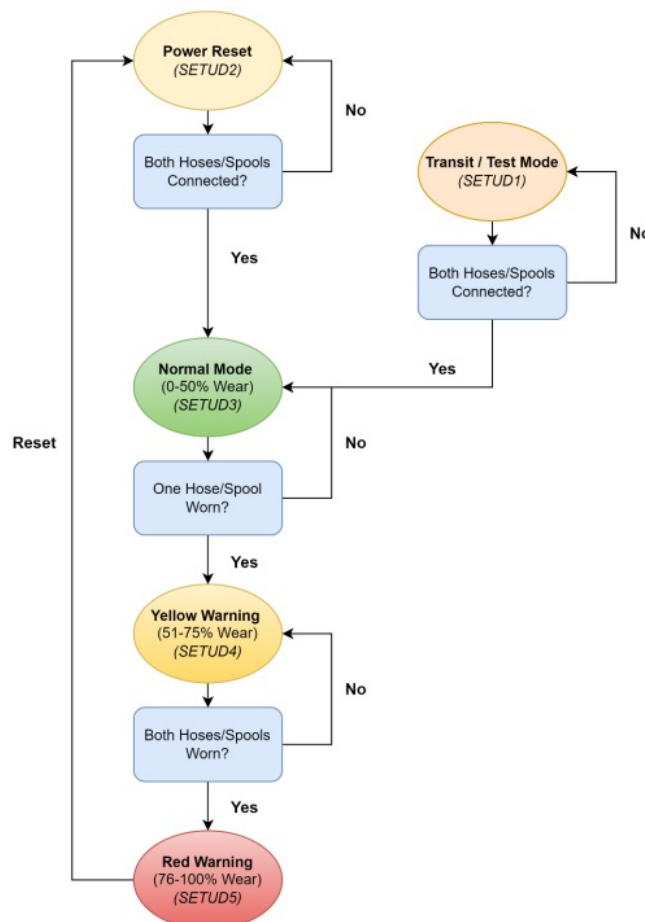 Power Reset
(SETUD2)
No
Both Hoses/Spools
Connected?
Transit / Test Mode
(SETUD1)
No
Both Hoses/Spools
Connected?
Yes
Yes
Normal Mode
(0-50% Wear)
(SETUD3)
No
Reset
One Hose/Spool
Worn?
Yes
Yellow Warning
(51-75% Wear)
(SETUD4)
No
Both Hoses/Spools
Worn?
Yes
Red Warning
(76-100% Wear)
(SETUD5)